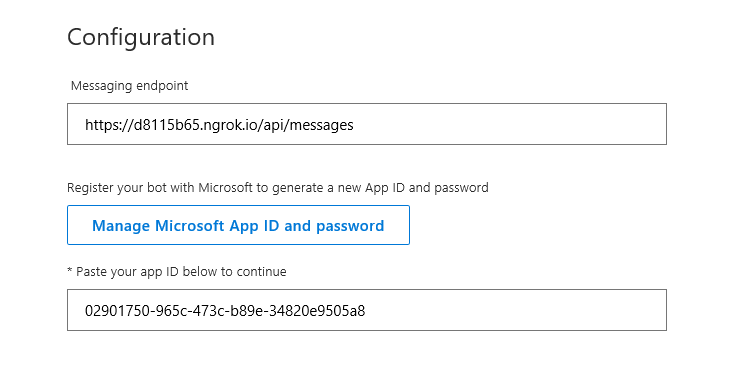 Configuration
Messaging endpoint
https://d8115b65.ngrok.io/api/messages
Register your bot with Microsoft to generate a new App ID and password
Manage Microsoft App ID and password
* Paste your app ID below to continue
02901750-965c-473c-b89e-34820e9505a8